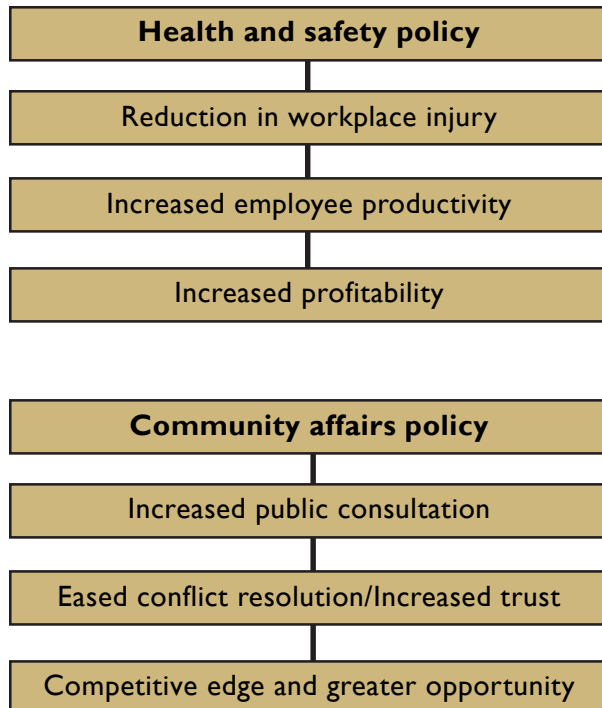 Health and safety policy
Reduction in workplace injury
Increased employee productivity
Increased profitability
Community affairs policy
Increased public consultation
Eased conflict resolution/Increased trust
Competitive edge and greater opportunity